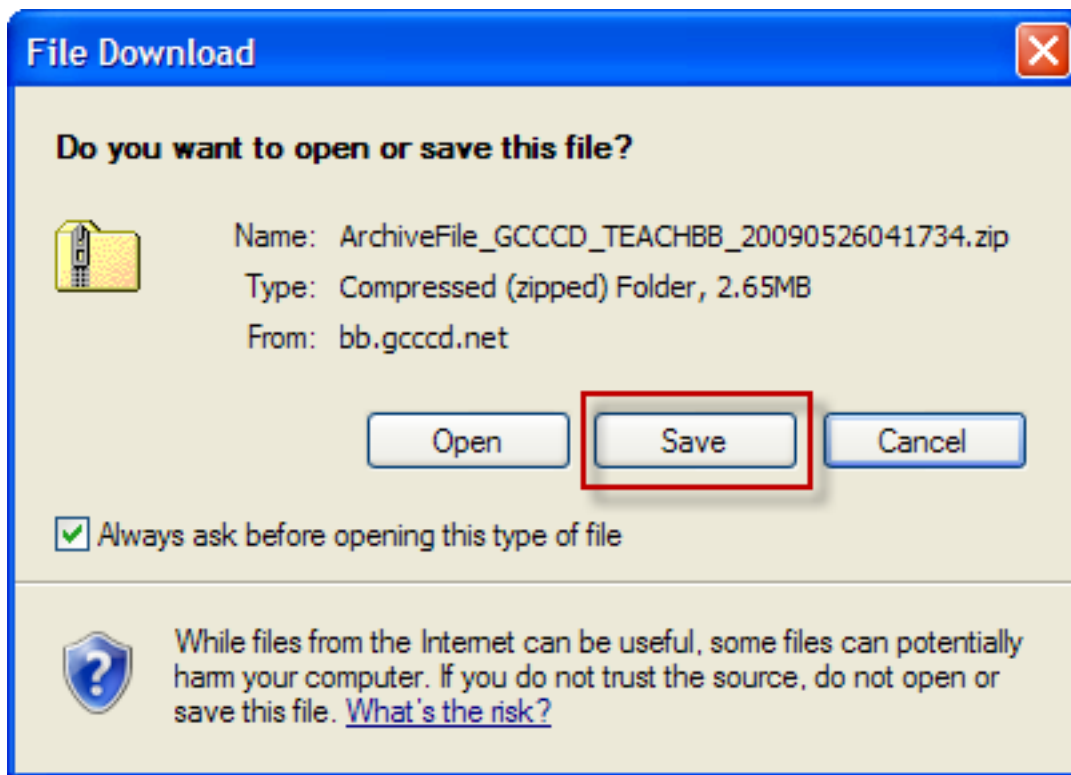 File Download
Do you want to open or save this file?
Name: ArchiveFile_GCCCD_TEACHBB_20090526041734.zip
Type: Compressed (zipped) Folder, 2.65MB
From: bb.gcccd.net
Open Save Cancel
Always ask before opening this type of file
While files from the Internet can be useful, some files can potentially
harm your computer. If you do not trust the source, do not open or
save this file. What's the risk?